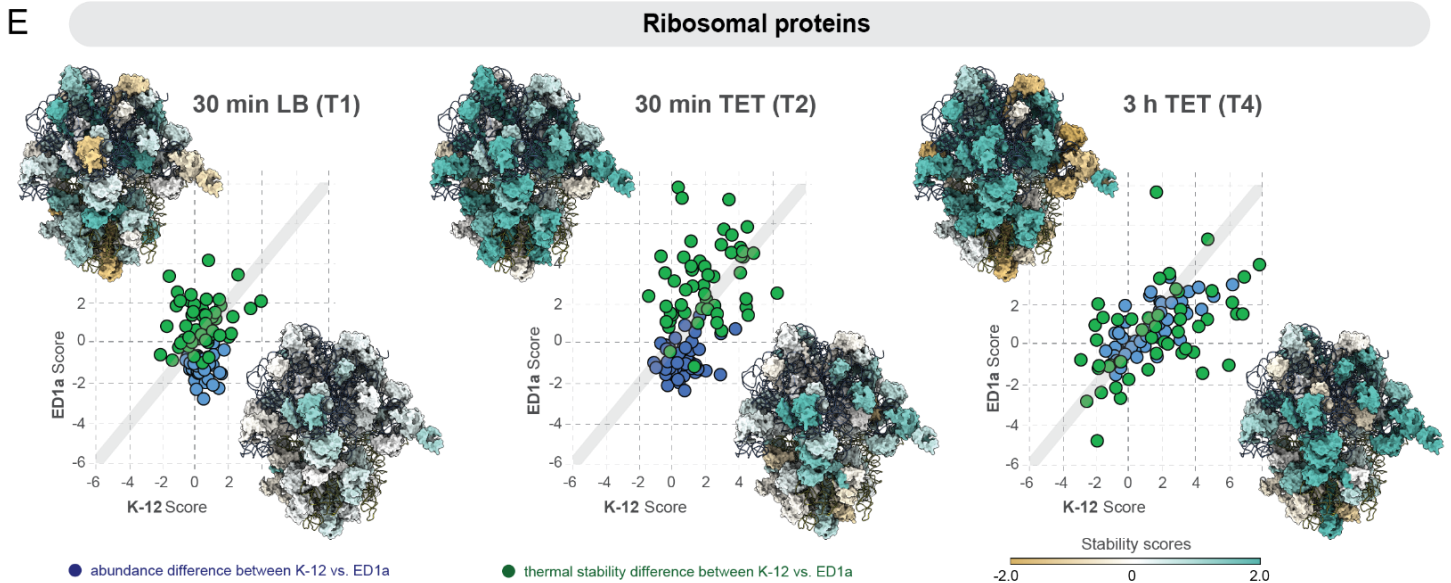 E
Ribosomal proteins
30 min LB (T1)
30 min TET (T2)
3 h TET (T4)
ED1a Score
2
0
-2
-4
-6
-6 -4 -2 0 2
K-12 Score
ED1a Score
4
2
0
-2
-4
-6
-6 -4 -2 0 2 4
K-12 Score
ED1a Score
2
0
-2
-4
-6
-6 -4 -2 0 2 4 6 8
K-12 Score
Stability scores
-2.0 0 2.0
abundance difference between K-12 vs. ED1a
thermal stability difference between K-12 vs. ED1a